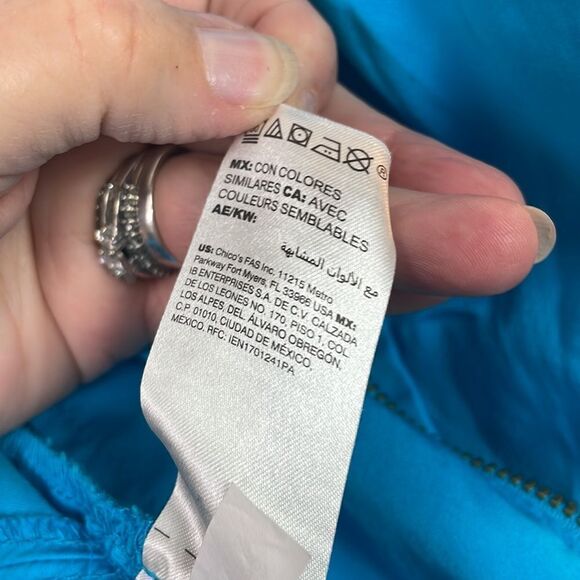 MX: CON COLORES
SIMILARES CA: AVEC
COULEURS SEMBLABLES
AE/KW:
مع الألوان المشابهة
US: Chico's FAS Inc. 11215 Metro
Parkway Fort Myers, FL 33966 MX:
IB ENTERPRISES S.A. DE C.V. CALZADA
DE LOS LEONES NO. 170, PISO 1. COL
LOS ALPES DEL. ÁLVARO OBREGÓN,
C.P. 01010, CIUDAD DE MÉXICO,
MÉXICO, RFC. IEN1701241PA